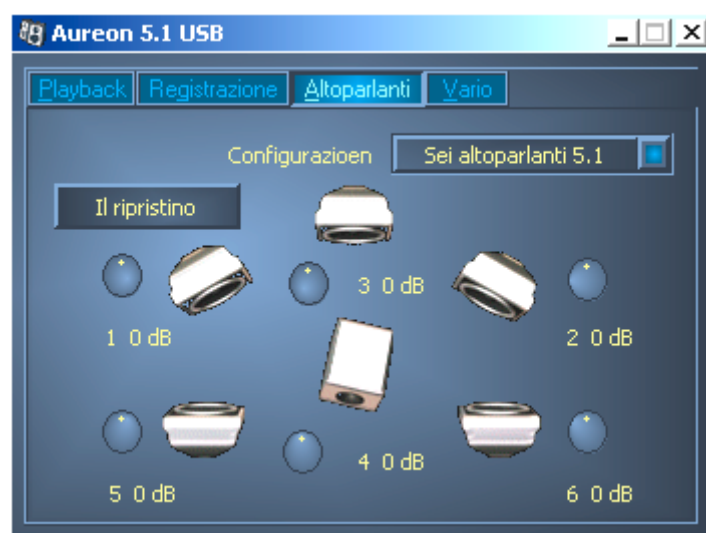 Aureon 5.1 USB
Playback Registrazione Altoparlanti Vario
Configurazioen Sei altoparlanti 5.1
Il ripristino
3 0 dB
1 0 dB
2 0 dB
4 0 dB
5 0 dB
6 0 dB